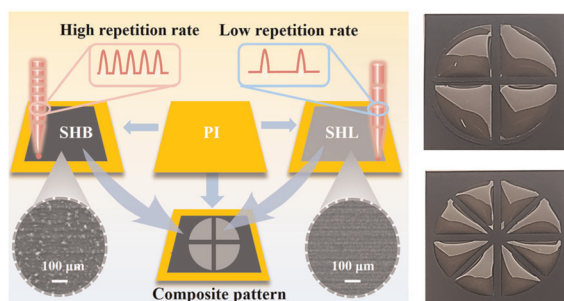 High repetition rate
Low repetition rate
SHB
PI
SHL
100 μm
100 μm
Composite pattern